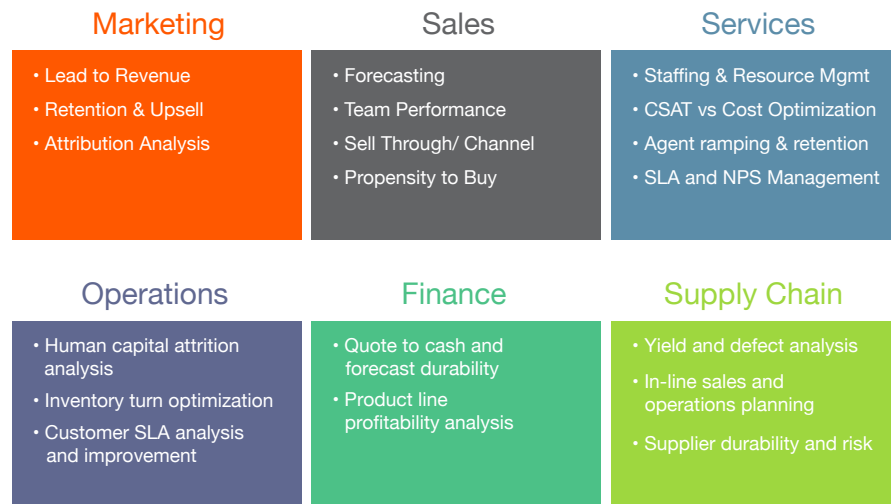 Marketing
• Lead to Revenue
• Retention & Upsell
• Attribution Analysis
Sales
• Forecasting
• Team Performance
• Sell Through/ Channel
• Propensity to Buy
Services
• Staffing & Resource Mgmt
• CSAT vs Cost Optimization
• Agent ramping & retention
• SLA and NPS Management
Operations
• Human capital attrition
analysis
• Inventory turn optimization
• Customer SLA analysis
and improvement
Finance
• Quote to cash and
forecast durability
• Product line
profitability analysis
Supply Chain
• Yield and defect analysis
• In-line sales and
operations planning
• Supplier durability and risk